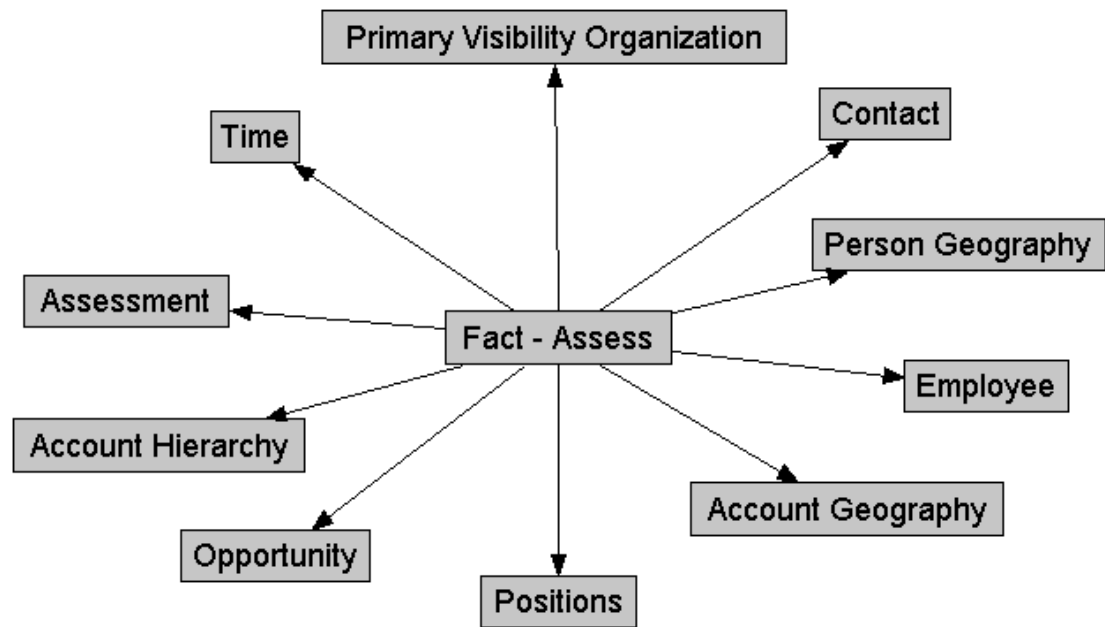 Primary Visibility Organization
Time
Contact
Person Geography
Assessment
Fact - Assess
Employee
Account Hierarchy
Account Geography
Opportunity
Positions